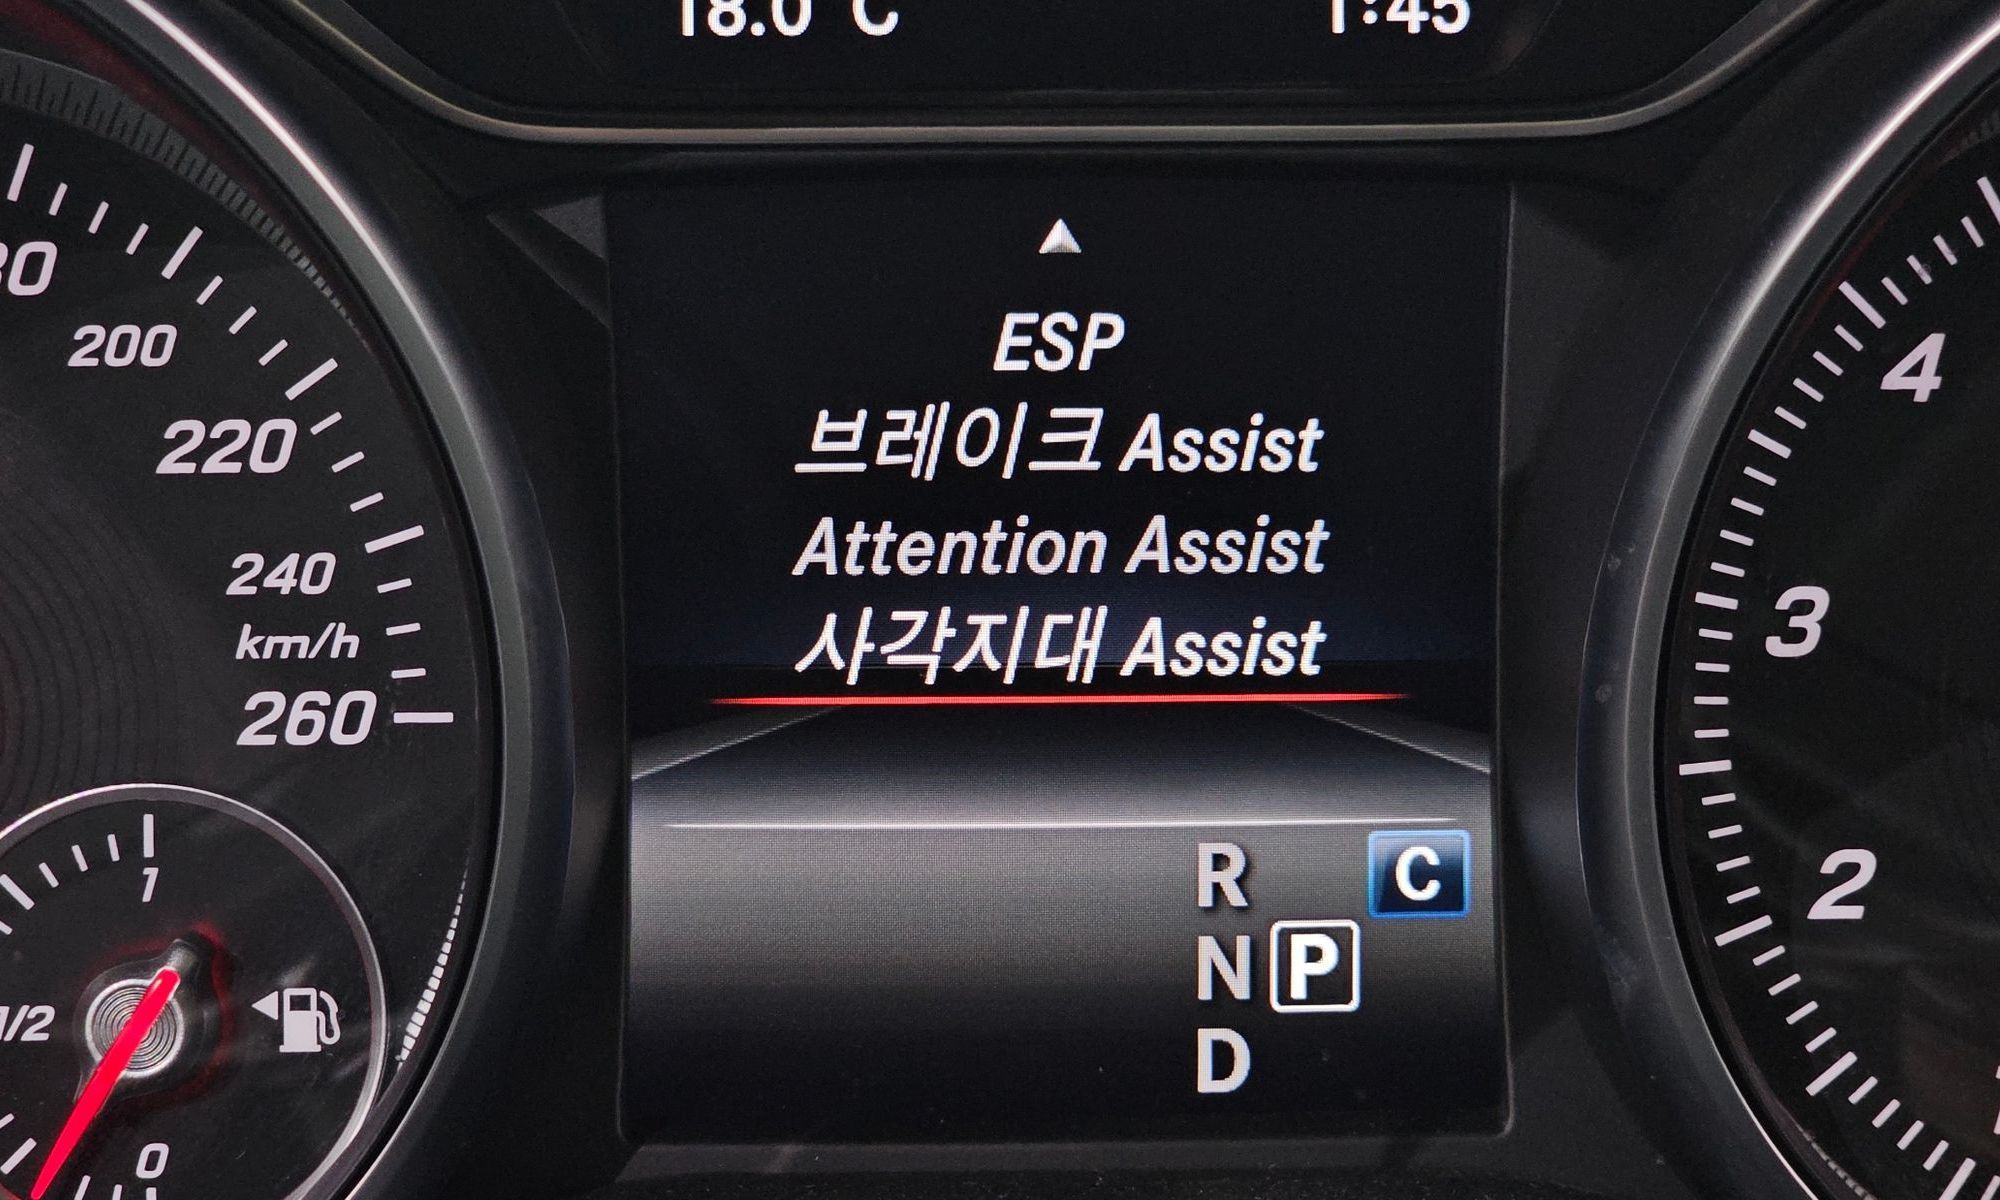 18.0 °C 1:45
ESP
브레이크 Assist
Attention Assist
사각지대 Assist
R
C
N P
D
200
220
240
km/h
260
1
1/2
0
4
3
2